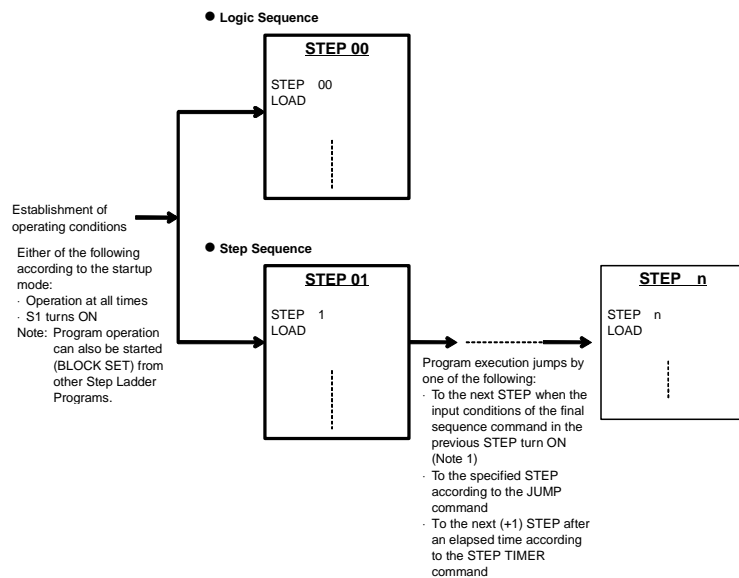 ● Logic Sequence
STEP 00
STEP 00
LOAD
Establishment of
operating conditions
Either of the following
according to the startup
mode:
· Operation at all times
· S1 turns ON
Note: Program operation
can also be started
(BLOCK SET) from
other Step Ladder
Programs.
● Step Sequence
STEP 01
STEP 1
LOAD
Program execution jumps by
one of the following:
· To the next STEP when the
input conditions of the final
sequence command in the
previous STEP turn ON
(Note 1)
· To the specified STEP
according to the JUMP
command
· To the next (+1) STEP after
an elapsed time according
to the STEP TIMER
command
STEP n
STEP n
LOAD